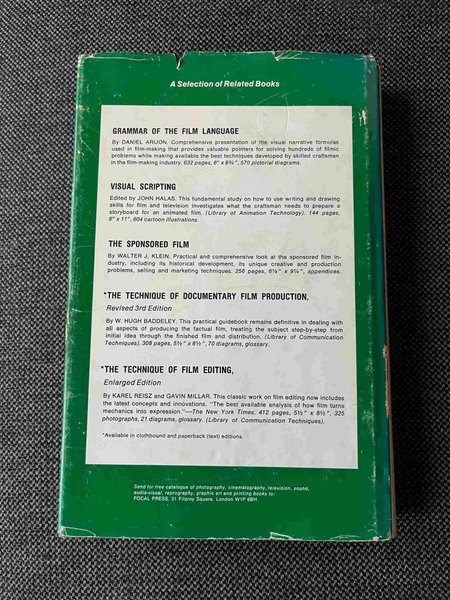 A Selection of Related Books
GRAMMAR OF THE FILM LANGUAGE
By DANIEL ARIJON. Comprehensive presentation of the visual narrative formulas
used in film-making that provides valuable pointers for solving hundreds of filmic
problems while making available the best techniques developed by skilled craftsmen
in the film-making industry. 632 pages, 6" x 8¾", 570 pictorial diagrams.
VISUAL SCRIPTING
Edited by JOHN HALAS. This fundamental study on how to use writing and drawing
skills for film and television investigates what the craftsman needs to prepare a
storyboard for an animated film. (Library of Animation Technology). 144 pages,
8" x 11", 604 cartoon illustrations.
THE SPONSORED FILM
By WALTER J. KLEIN. Practical and comprehensive look at the sponsored film in-
dustry, including its historical development, its unique creative and production
problems, selling and marketing techniques. 256 pages, 6⅛" x 9¼", appendices.
*THE TECHNIQUE OF DOCUMENTARY FILM PRODUCTION,
Revised 3rd Edition
By W. HUGH BADDELEY. This practical guidebook remains definitive in dealing with
all aspects of producing the factual film, treating the subject step-by-step from
initial idea through the finished film and distribution. (Library of Communication
Techniques). 308 pages, 5½" x 8½", 70 diagrams, glossary.
*THE TECHNIQUE OF FILM EDITING,
Enlarged Edition
By KAREL REISZ and GAVIN MILLAR. This classic work on film editing now includes
the latest concepts and innovations. "The best available analysis of how film turns
mechanics into expression."—The New York Times. 412 pages, 5½" x 8½", 325
photographs, 21 diagrams, glossary. (Library of Communication Techniques).
*Available in clothbound and paperback (text) editions.
Send for free catalogue of photography, cinematography, television, sound,
audio-visual, reprography, graphic art and printing books to:
FOCAL PRESS, 31 Fitzroy Square, London W1P 6BH.